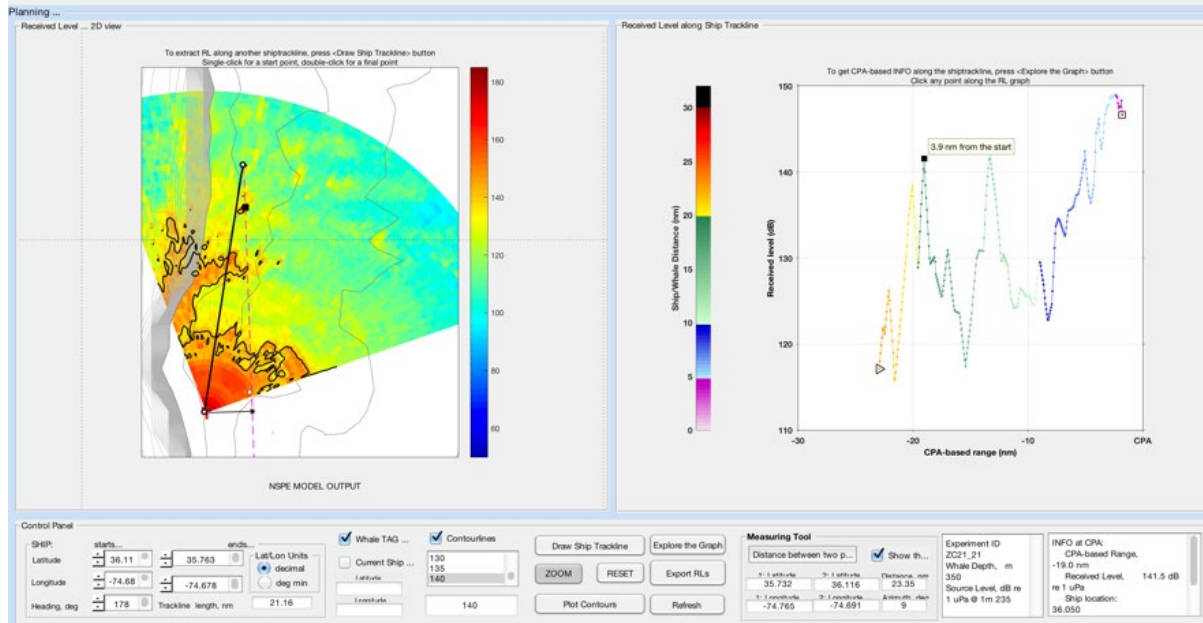 Planning ...
Received Level ... 2D view
To extract RL along another shiptrackline, press <Draw Ship Trackline> button
Single-click for a start point, double-click for a final point
180
160
140
120
100
80
60
NSPE MODEL OUTPUT
Received Level along Ship Trackline
To get CPA-based INFO along the shiptrackline, press <Explore the Graph> button
Click any point along the RL graph
Ship/Whale Distance (nm)
30
25
20
15
10
5
0
Received level (dB)
150
140
130
120
110
3.9 nm from the start
-30
-20
-10
CPA
CPA-based range (nm)
Control Panel
SHIP:
starts...
ends...
Latitude
36.11
35.763
Longitude
-74.68
-74.678
Heading, deg
178
Trackline length, nm
21.16
Lat/Lon Units
decimal
deg min
Whale TAG ...
Current Ship ...
Latitude
Longitude
Contourlines
130
135
140
140
Draw Ship Trackline
Explore the Graph
ZOOM
RESET
Export RLs
Plot Contours
Refresh
Measuring Tool
Distance between two p...
Show th...
1: Latitude
2: Latitude
Distance, nm
35.732
36.116
23.35
1: Longitude
2: Longitude
Azimuth, deg
-74.765
-74.691
9
Experiment ID
ZC21_21
Whale Depth, m
350
Source Level, dB re
1 uPa @ 1m 235
INFO at CPA:
CPA-based Range,
-19.0 nm
Received Level, 141.5 dB
re 1 uPa
Ship location:
36.050